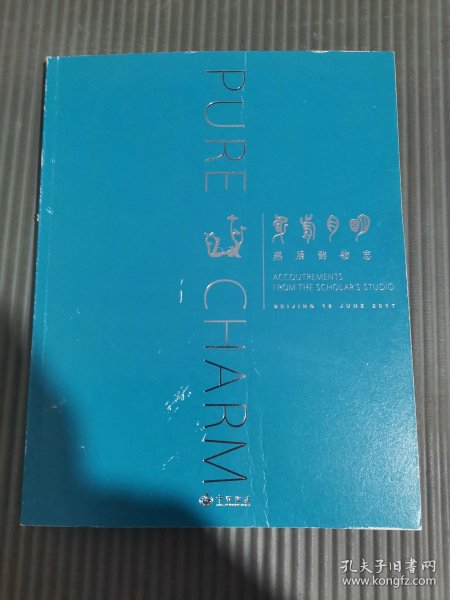 PURE CHARM
燕居韵物志
ACCOUTREMENTS
FROM THE SCHOLAR'S STUDIO
BEIJING 18 JUNE 2017
孔夫子旧书网
www.kongfz.com